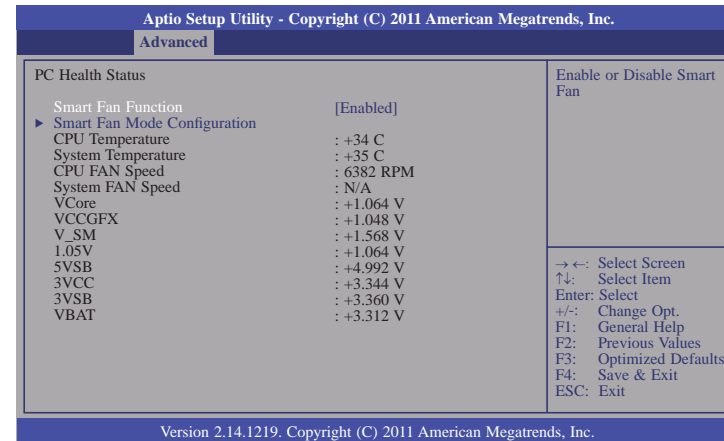 Aptio Setup Utility - Copyright (C) 2011 American Megatrends, Inc.
Advanced
PC Health Status
Smart Fan Function [Enabled]
▶ Smart Fan Mode Configuration
CPU Temperature : +34 C
System Temperature : +35 C
CPU FAN Speed : 6382 RPM
System FAN Speed : N/A
VCore : +1.064 V
VCCGFX : +1.048 V
V_SM : +1.568 V
1.05V : +1.064 V
5VSB : +4.992 V
3VCC : +3.344 V
3VSB : +3.360 V
VBAT : +3.312 V
Enable or Disable Smart
Fan
→ ←: Select Screen
↑↓: Select Item
Enter: Select
+/-: Change Opt.
F1: General Help
F2: Previous Values
F3: Optimized Defaults
F4: Save & Exit
ESC: Exit
Version 2.14.1219. Copyright (C) 2011 American Megatrends, Inc.